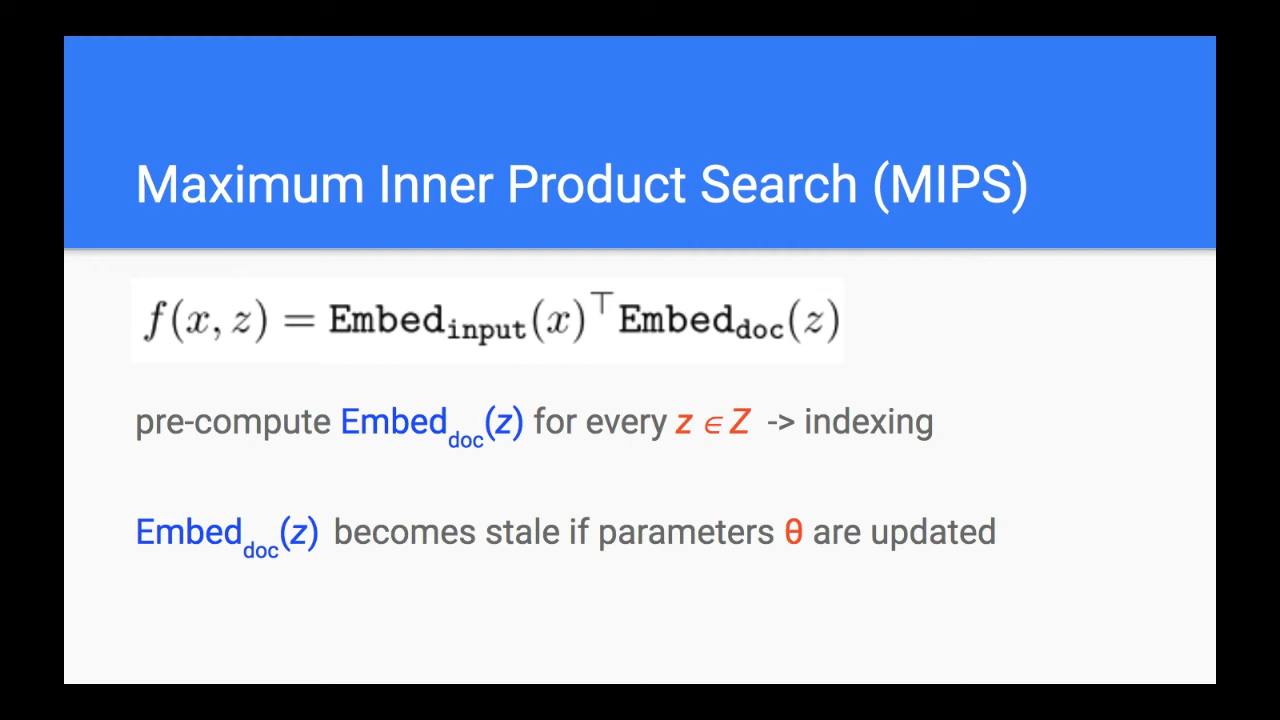 Maximum Inner Product Search (MIPS)
f(x, z) = Embed_input(x)^⊤ Embed_doc(z)
pre-compute Embed_doc(z) for every z ∈ Z -> indexing
Embed_doc(z) becomes stale if parameters θ are updated